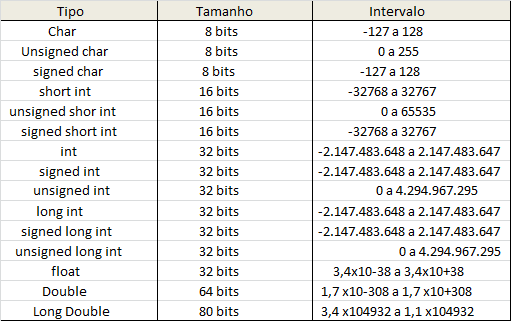 Tipo Tamanho Intervalo
Char 8 bits -127 a 128
Unsigned char 8 bits 0 a 255
signed char 8 bits -127 a 128
short int 16 bits -32768 a 32767
unsigned shor int 16 bits 0 a 65535
signed short int 16 bits -32768 a 32767
int 32 bits -2.147.483.648 a 2.147.483.647
signed int 32 bits -2.147.483.648 a 2.147.483.647
unsigned int 32 bits 0 a 4.294.967.295
long int 32 bits -2.147.483.648 a 2.147.483.647
signed long int 32 bits -2.147.483.648 a 2.147.483.647
unsigned long int 32 bits 0 a 4.294.967.295
float 32 bits 3,4x10-38 a 3,4x10+38
Double 64 bits 1,7 x10-308 a 1,7 x10+308
Long Double 80 bits 3,4 x104932 a 1,1 x104932